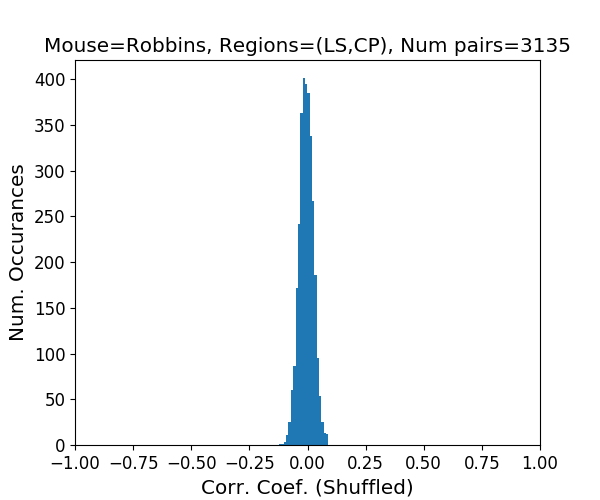 Mouse=Robbins, Regions=(LS,CP), Num pairs=3135
400
350
300
250
200
150
100
50
0
Num. Occurances
−1.00 −0.75 −0.50 −0.25 0.00 0.25 0.50 0.75 1.00
Corr. Coef. (Shuffled)